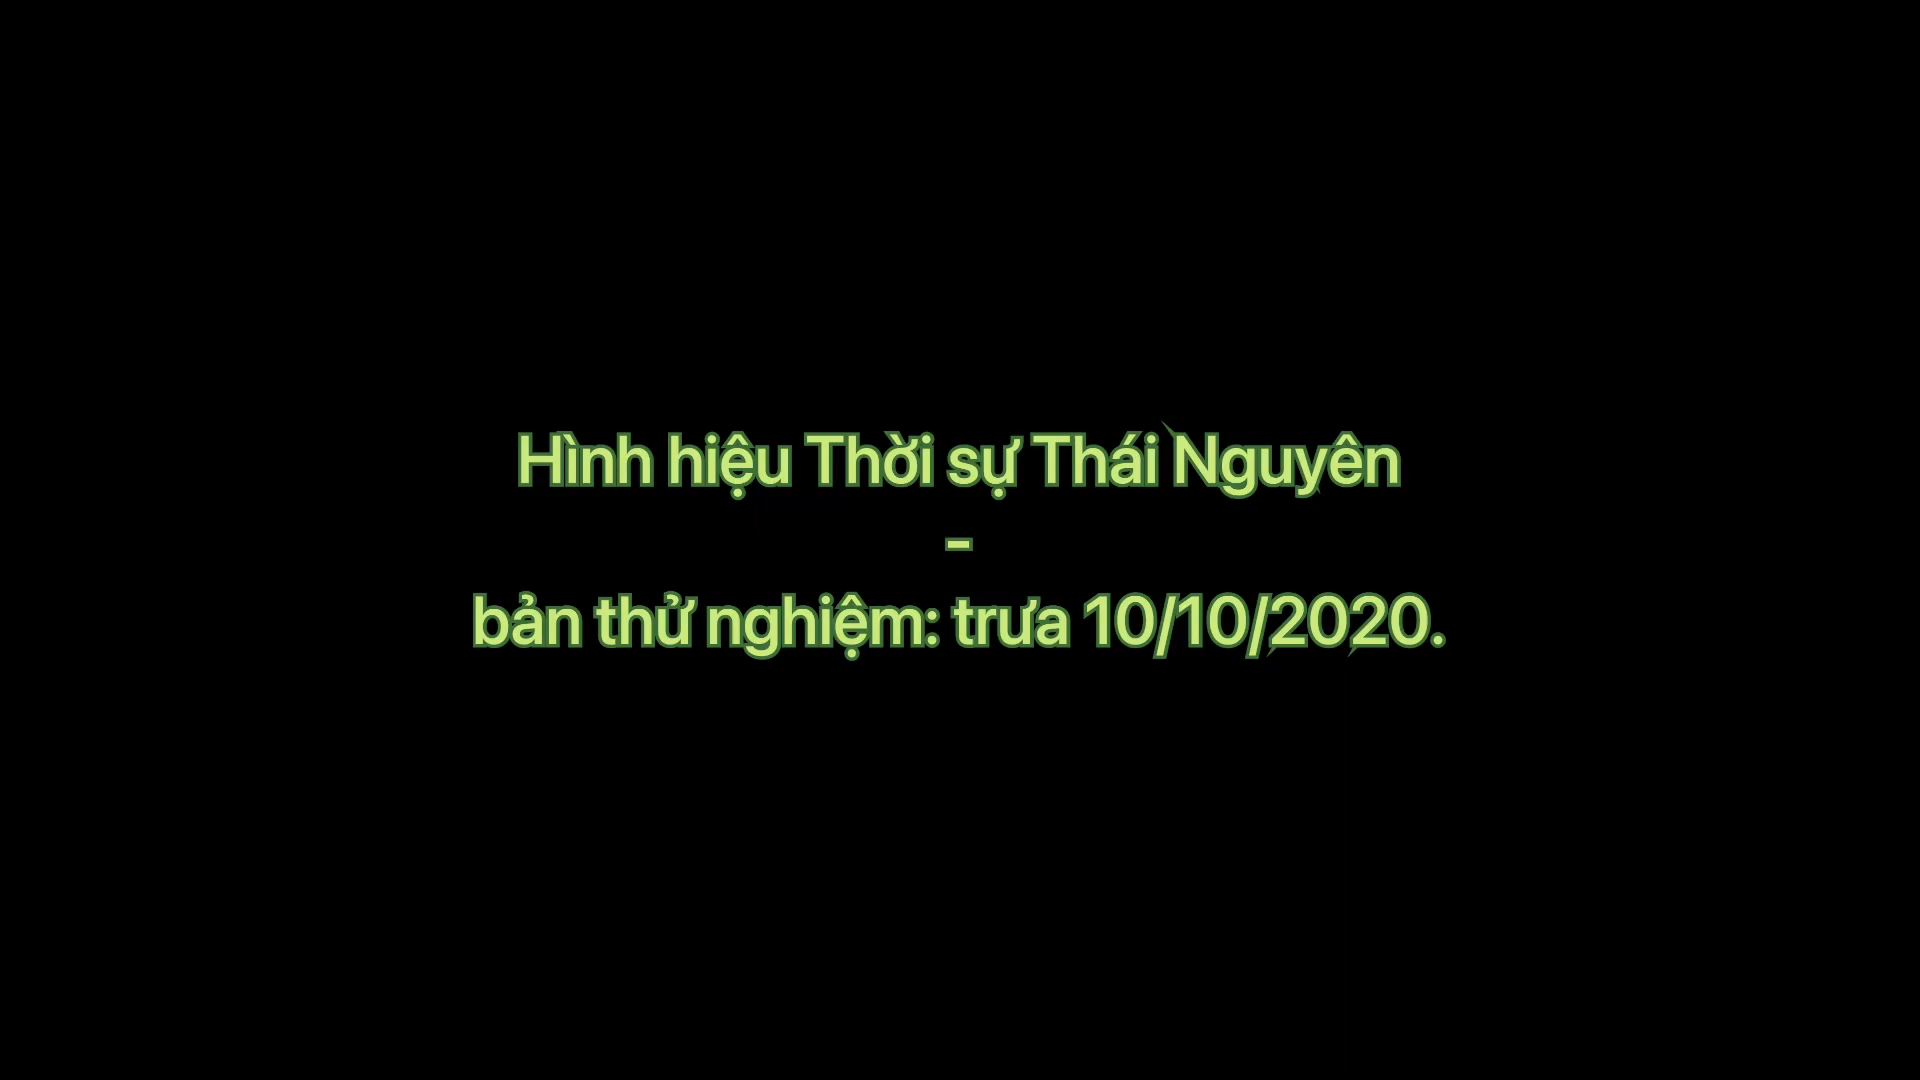 Hình hiệu Thời sự Thái Nguyên
-
bản thử nghiệm: trưa 10/10/2020.